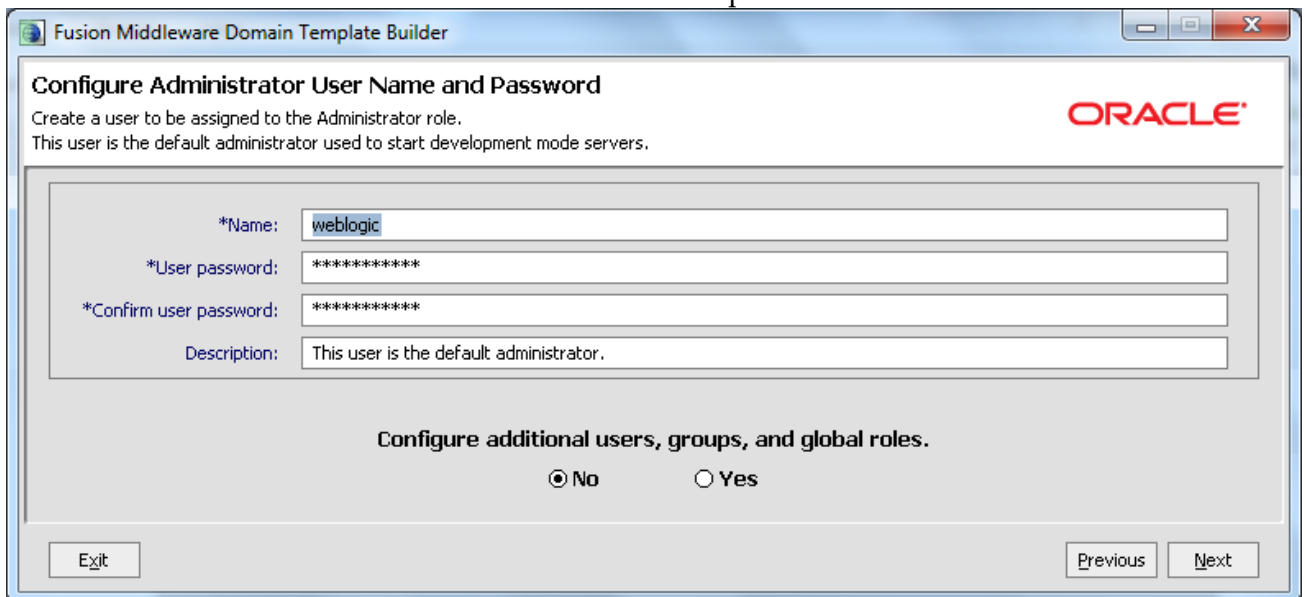 Fusion Middleware Domain Template Builder
Configure Administrator User Name and Password
Create a user to be assigned to the Administrator role.
This user is the default administrator used to start development mode servers.
ORACLE
*Name: weblogic
*User password: ***********
*Confirm user password: ***********
Description: This user is the default administrator.
Configure additional users, groups, and global roles.
No Yes
Exit Previous Next